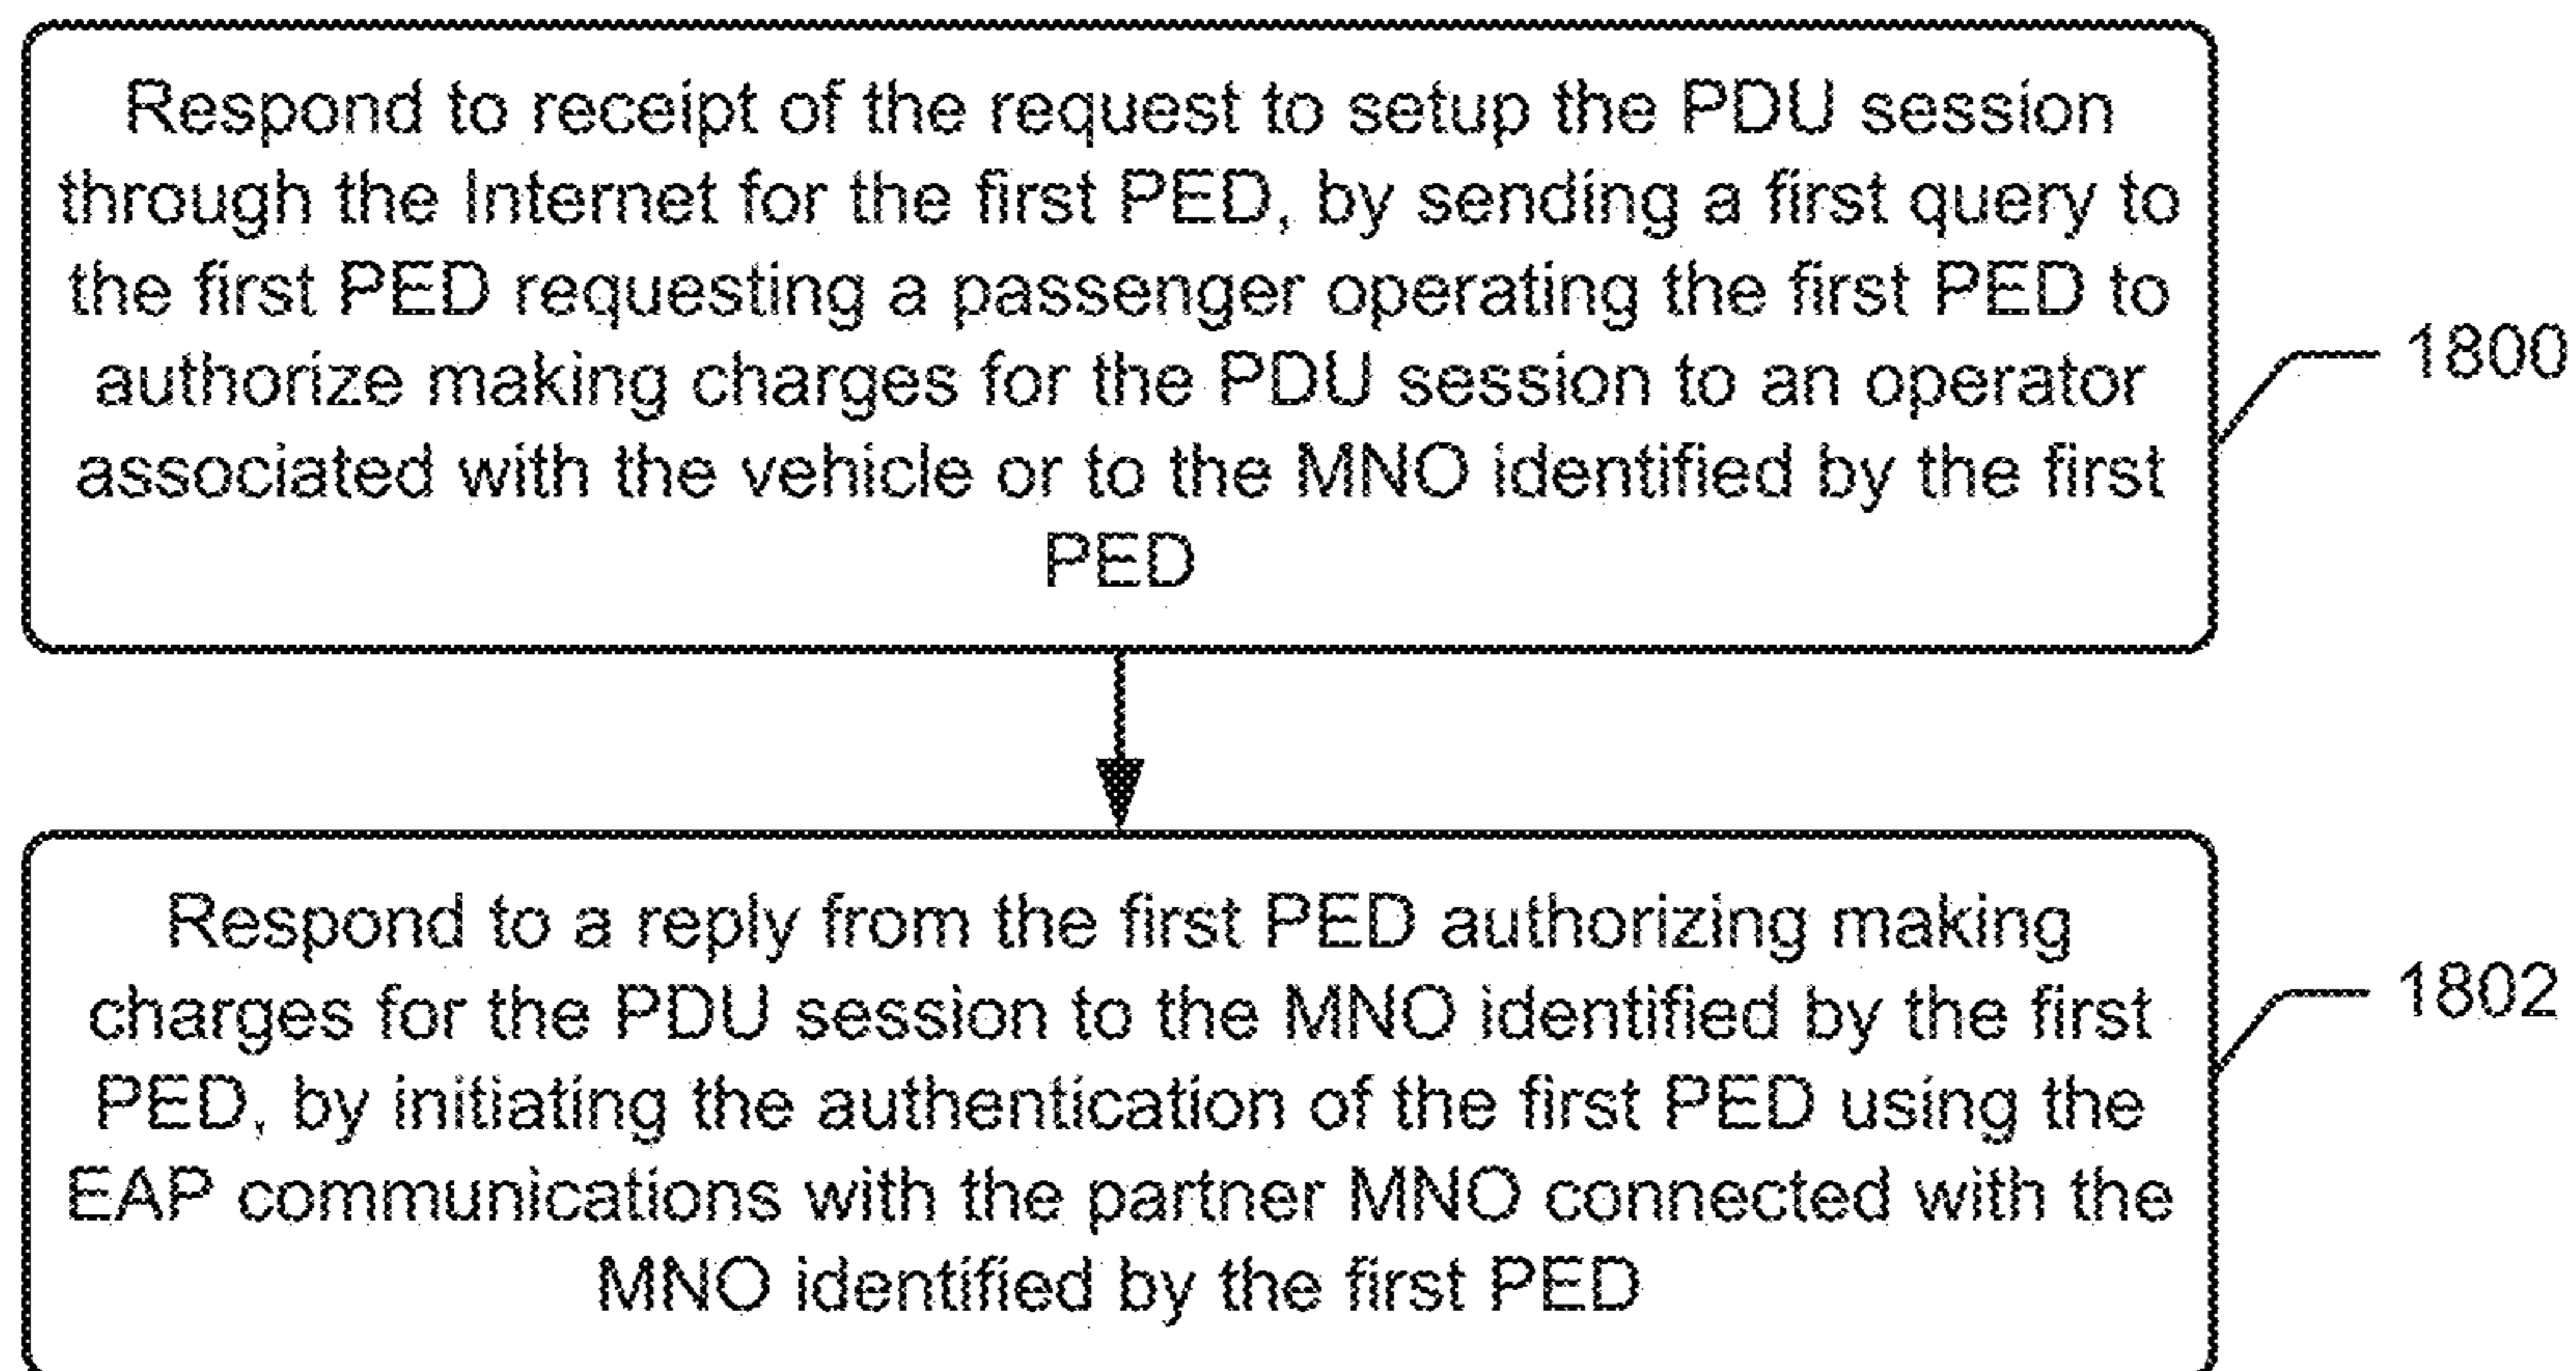 Respond to receipt of the request to setup the PDU session
through the Internet for the first PED, by sending a first query to
the first PED requesting a passenger operating the first PED to
authorize making charges for the PDU session to an operator
associated with the vehicle or to the MNO identified by the first
PED
1800
Respond to a reply from the first PED authorizing making
charges for the PDU session to the MNO identified by the first
PED, by initiating the authentication of the first PED using the
EAP communications with the partner MNO connected with the
MNO identified by the first PED
1802